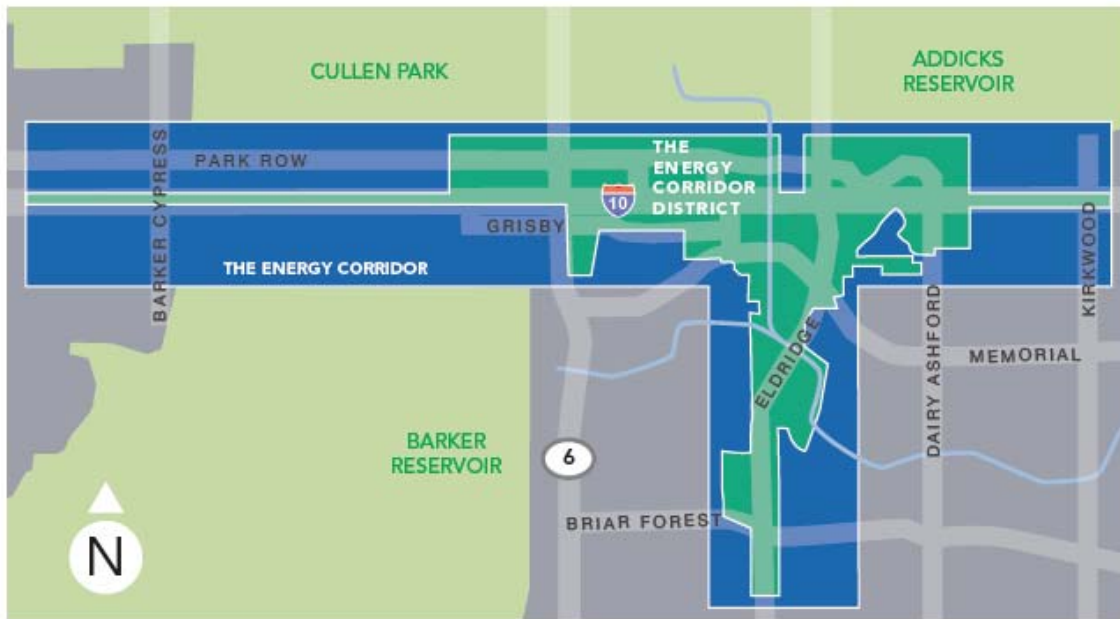 CULLEN PARK
ADDICKS
RESERVOIR
BARKER CYPRESS
PARK ROW
THE
ENERGY
CORRIDOR
DISTRICT
10
GRISBY
THE ENERGY CORRIDOR
KIRKWOOD
ELDRIDGE
DAIRY ASHFORD
MEMORIAL
BARKER
RESERVOIR
6
BRIAR FOREST
N